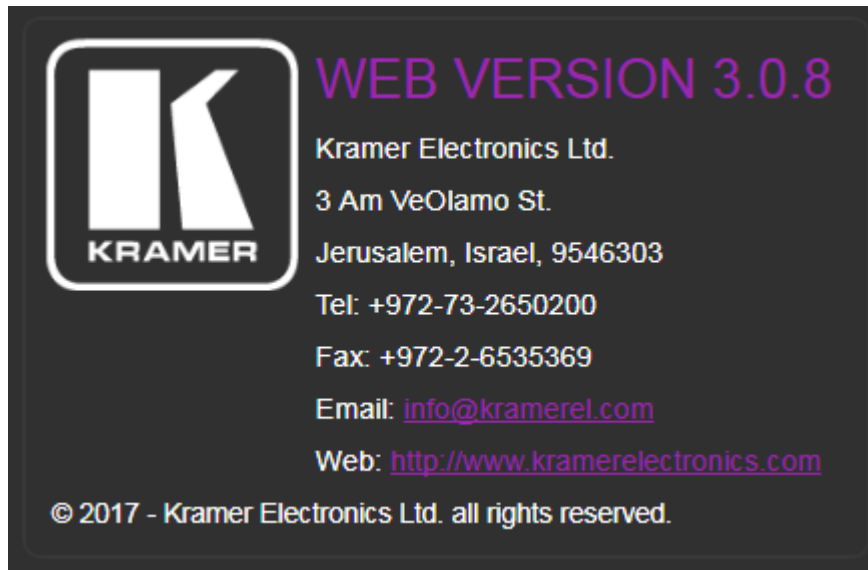 KRAMER
WEB VERSION 3.0.8
Kramer Electronics Ltd.
3 Am VeOlamo St.
Jerusalem, Israel, 9546303
Tel: +972-73-2650200
Fax: +972-2-6535369
Email: info@kramerel.com
Web: http://www.kramerelectronics.com
© 2017 - Kramer Electronics Ltd. all rights reserved.